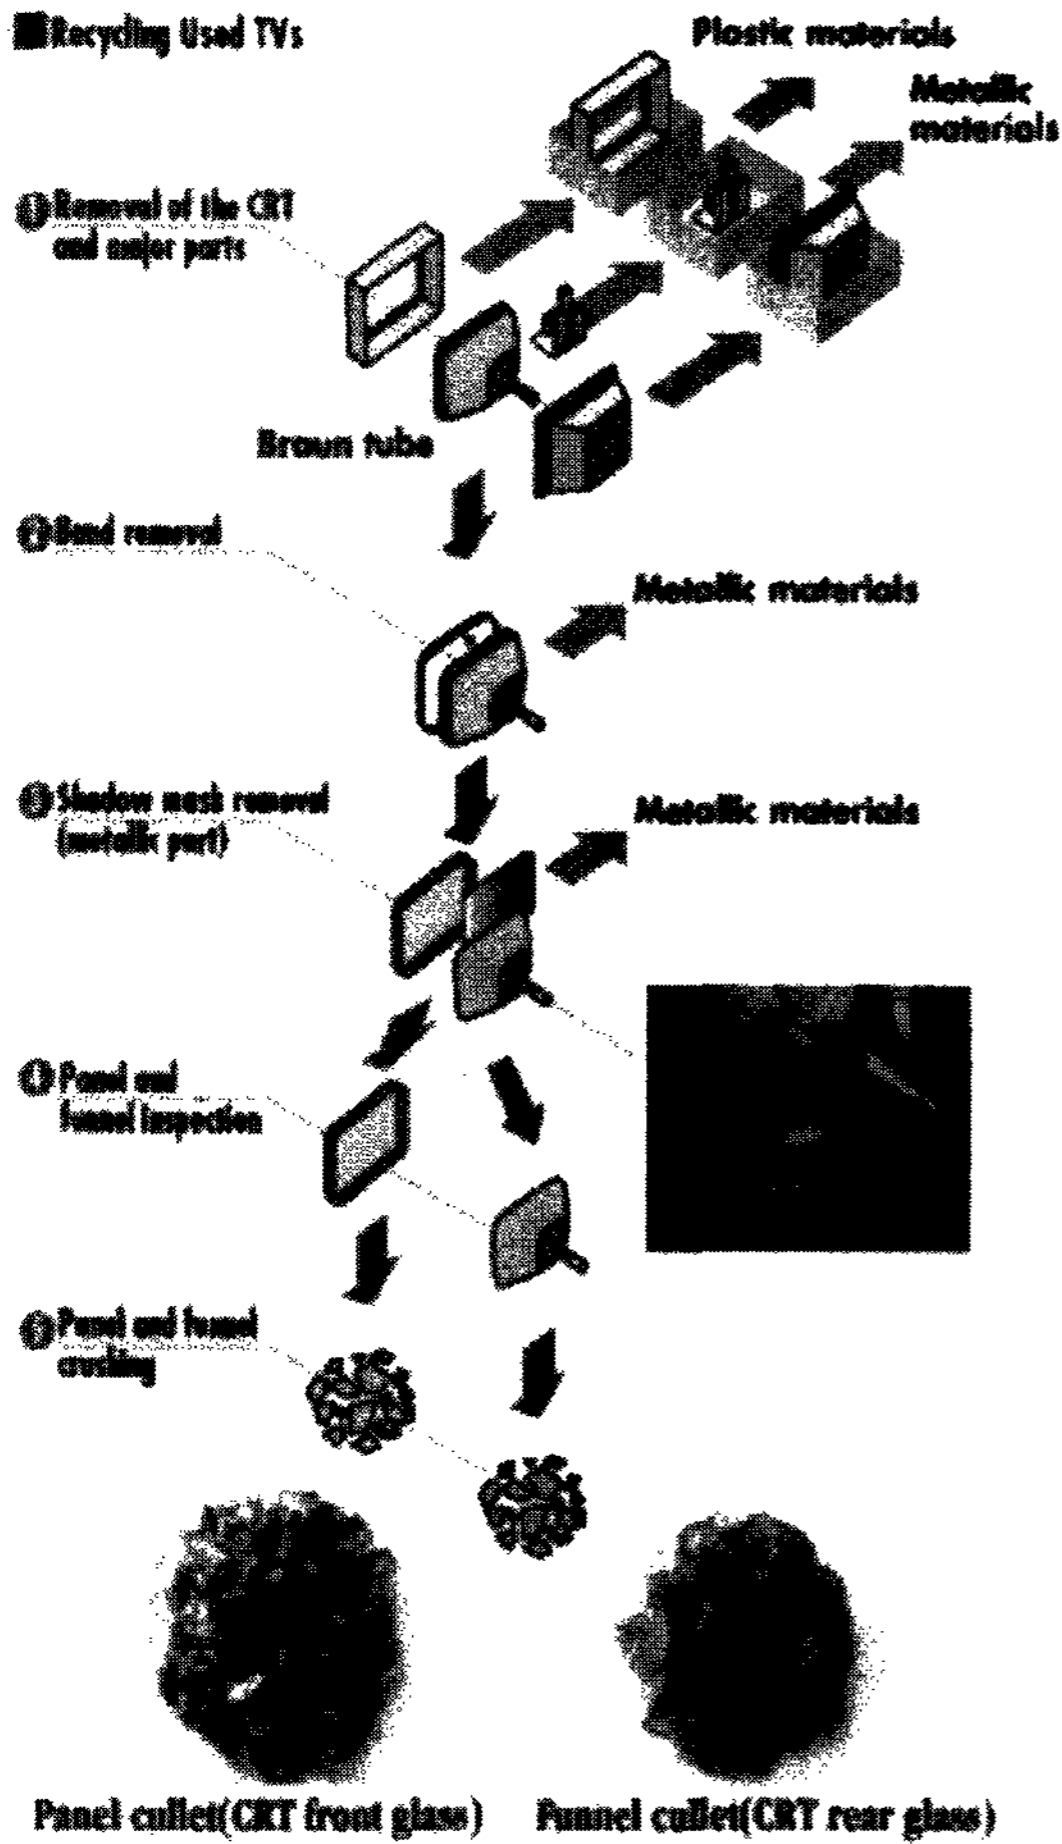 Recycling Used TVs
Plastic materials
Metallic
materials
1 Removal of the CRT
and major parts
Braun tube
2 Band removal
Metallic materials
3 Shadow mask removal
(metallic part)
Metallic materials
4 Panel and
funnel inspection
5 Panel and funnel
crushing
Panel cullet(CRT front glass)
Funnel cullet(CRT rear glass)